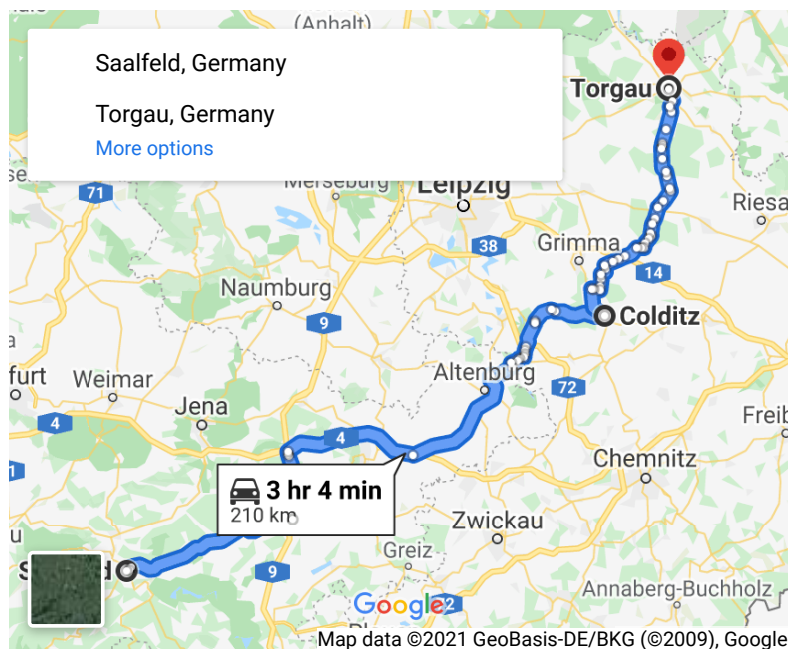 (Anhalt)
Saalfeld, Germany
Torgau, Germany
More options
Torgau
71
Merseburg
Leipzig
Riesa
38
Grimma
14
Naumburg
9
Colditz
furt
Weimar
Altenburg
72
Jena
4
4
Freib
Chemnitz
3 hr 4 min
210 km
Zwickau
Greiz
9
Annaberg-Buchholz
Google
Map data ©2021 GeoBasis-DE/BKG (©2009), Google